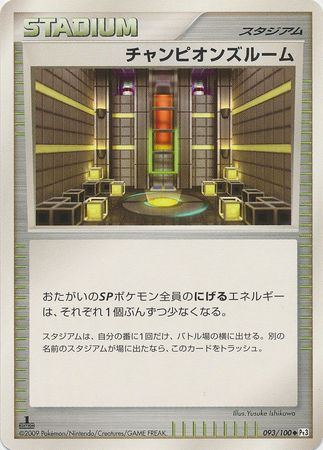 STADIUM
スタジアム
チャンピオンズルーム
おたがいのSPポケモン全員のにげるエネルギー
は、それぞれ1個ぶんずつ少なくなる。
スタジアムは、自分の番に1回だけ、バトル場の横に出せる。別の
名前のスタジアムが場に出たなら、このカードをトラッシュ。
Illus.Yusuke Ishikawa
1
EDITION
©2009 Pokémon/Nintendo/Creatures/GAME FREAK
093/100 ◆ Pt3